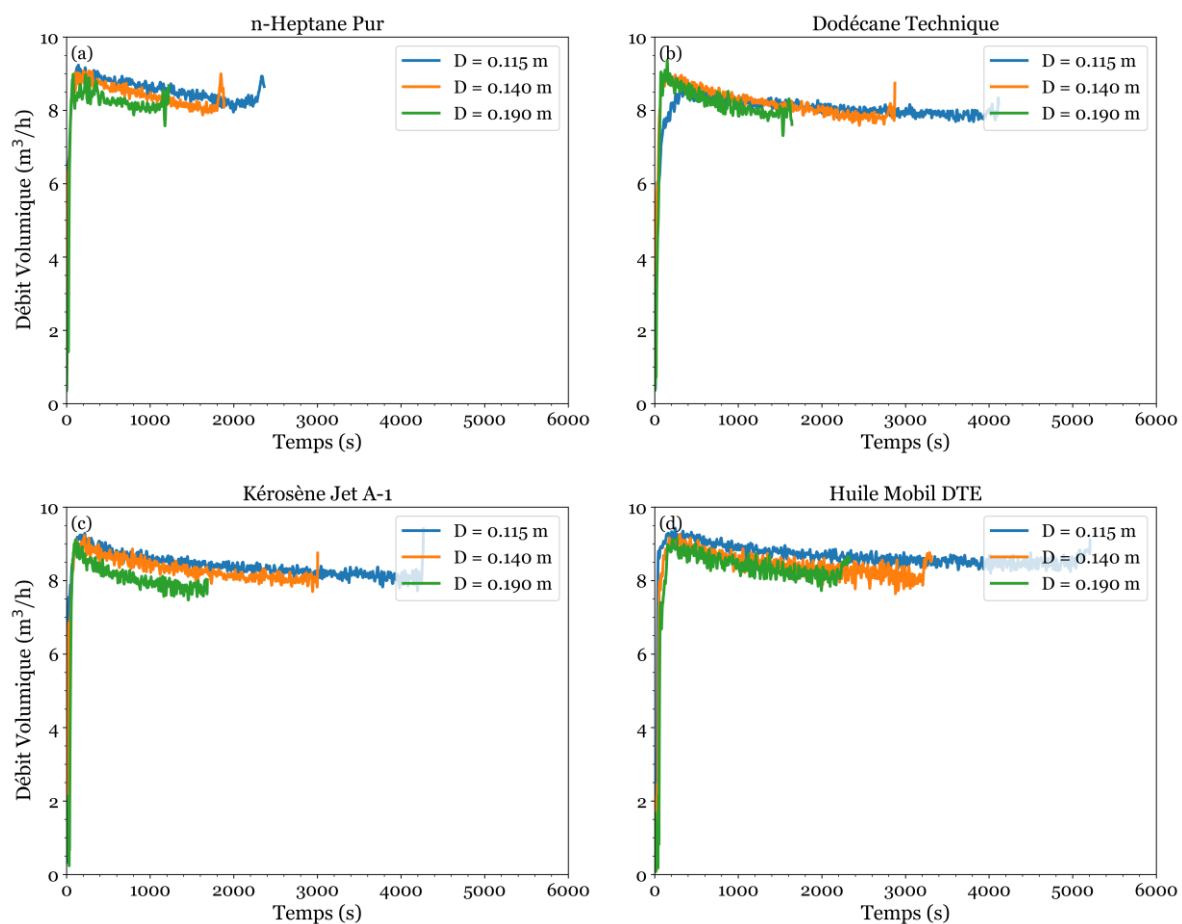 n-Heptane Pur
(a)
D = 0.115 m
D = 0.140 m
D = 0.190 m
Débit Volumique (m³/h)
10
8
6
4
2
0
0 1000 2000 3000 4000 5000 6000
Temps (s)
Dodécane Technique
(b)
D = 0.115 m
D = 0.140 m
D = 0.190 m
10
8
6
4
2
0
0 1000 2000 3000 4000 5000 6000
Temps (s)
Kérosène Jet A-1
(c)
D = 0.115 m
D = 0.140 m
D = 0.190 m
Débit Volumique (m³/h)
10
8
6
4
2
0
0 1000 2000 3000 4000 5000 6000
Temps (s)
Huile Mobil DTE
(d)
D = 0.115 m
D = 0.140 m
D = 0.190 m
10
8
6
4
2
0
0 1000 2000 3000 4000 5000 6000
Temps (s)